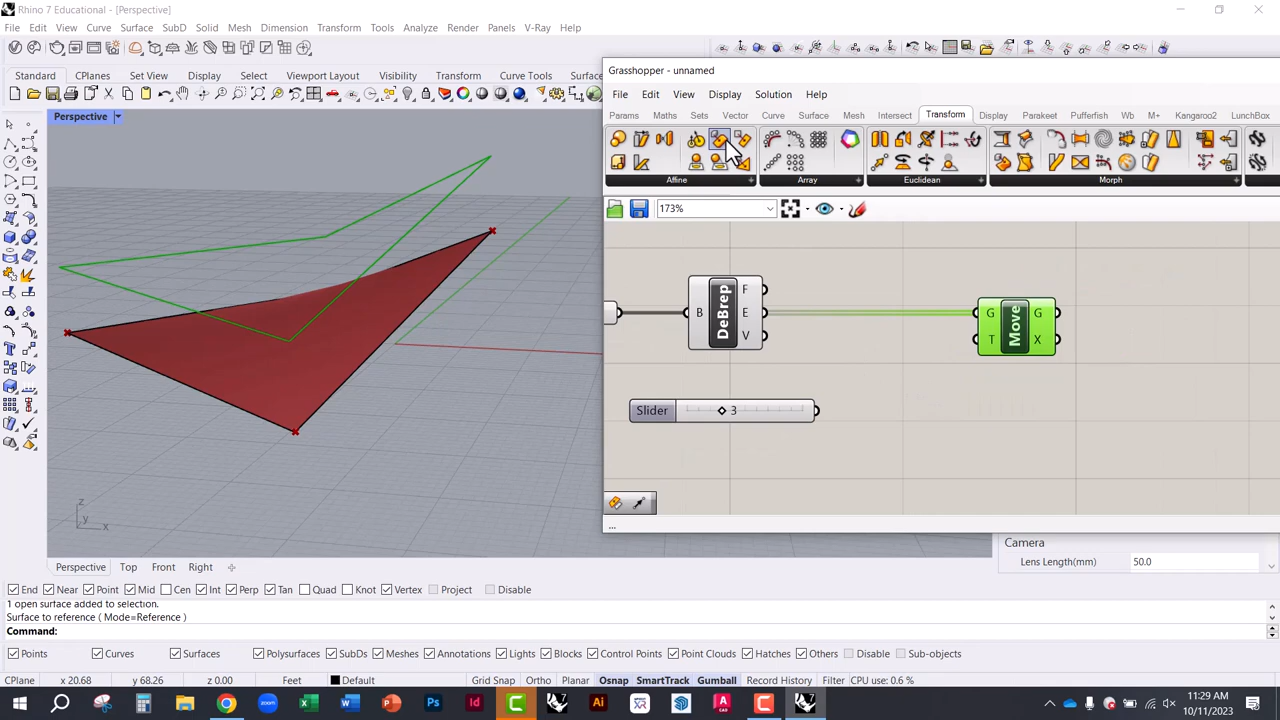 Rhino 7 Educational - [Perspective]
File Edit View Curve Surface SubD Solid Mesh Dimension Transform Tools Analyze Render Panels V-Ray Help
Standard CPlanes Set View Display Select Viewport Layout Visibility Transform Curve Tools Surface
Perspective
Grasshopper - unnamed
File Edit View Display Solution Help
Params Maths Sets Vector Curve Surface Mesh Intersect Transform Display Parakeet Pufferfish Wb M+ Kangaroo2 LunchBox
Affine Array Euclidean Morph
173%
B DeBrep F E V
G T Move G X
Slider 3
...
z
y x
Perspective Top Front Right
Camera
Lens Length(mm) 50.0
End Near Point Mid Cen Int Perp Tan Quad Knot Vertex Project Disable
1 open surface added to selection.
Surface to reference ( Mode=Reference )
Command:
Points Curves Surfaces Polysurfaces SubDs Meshes Annotations Lights Blocks Control Points Point Clouds Hatches Others Disable Sub-objects
CPlane x 20.68 y 68.26 z 0.00 Feet Default Grid Snap Ortho Planar Osnap SmartTrack Gumball Record History Filter CPU use: 0.6 %
11:29 AM
10/11/2023